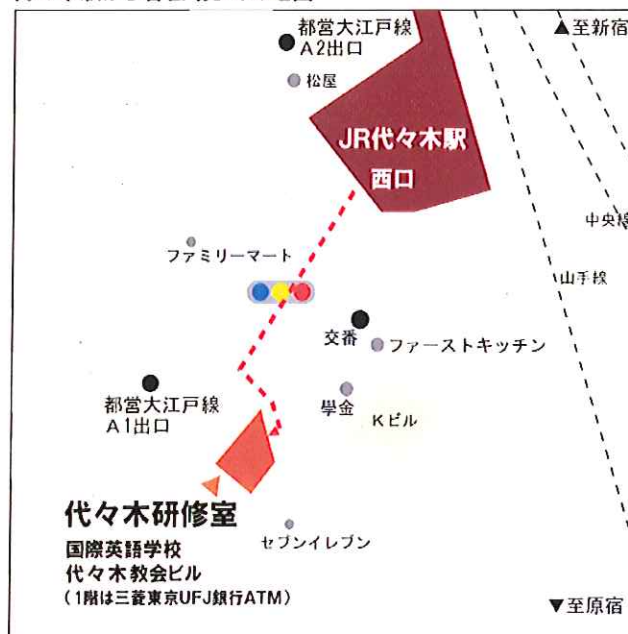 都営大江戸線
A2出口
▲至新宿
松屋
JR代々木駅
西口
中央線
ファミリーマート
山手線
交番
ファーストキッチン
都営大江戸線
A1出口
學金
Kビル
代々木研修室
国際英語学校
代々木教会ビル
(1階は三菱東京UFJ銀行ATM)
セブンイレブン
▼至原宿